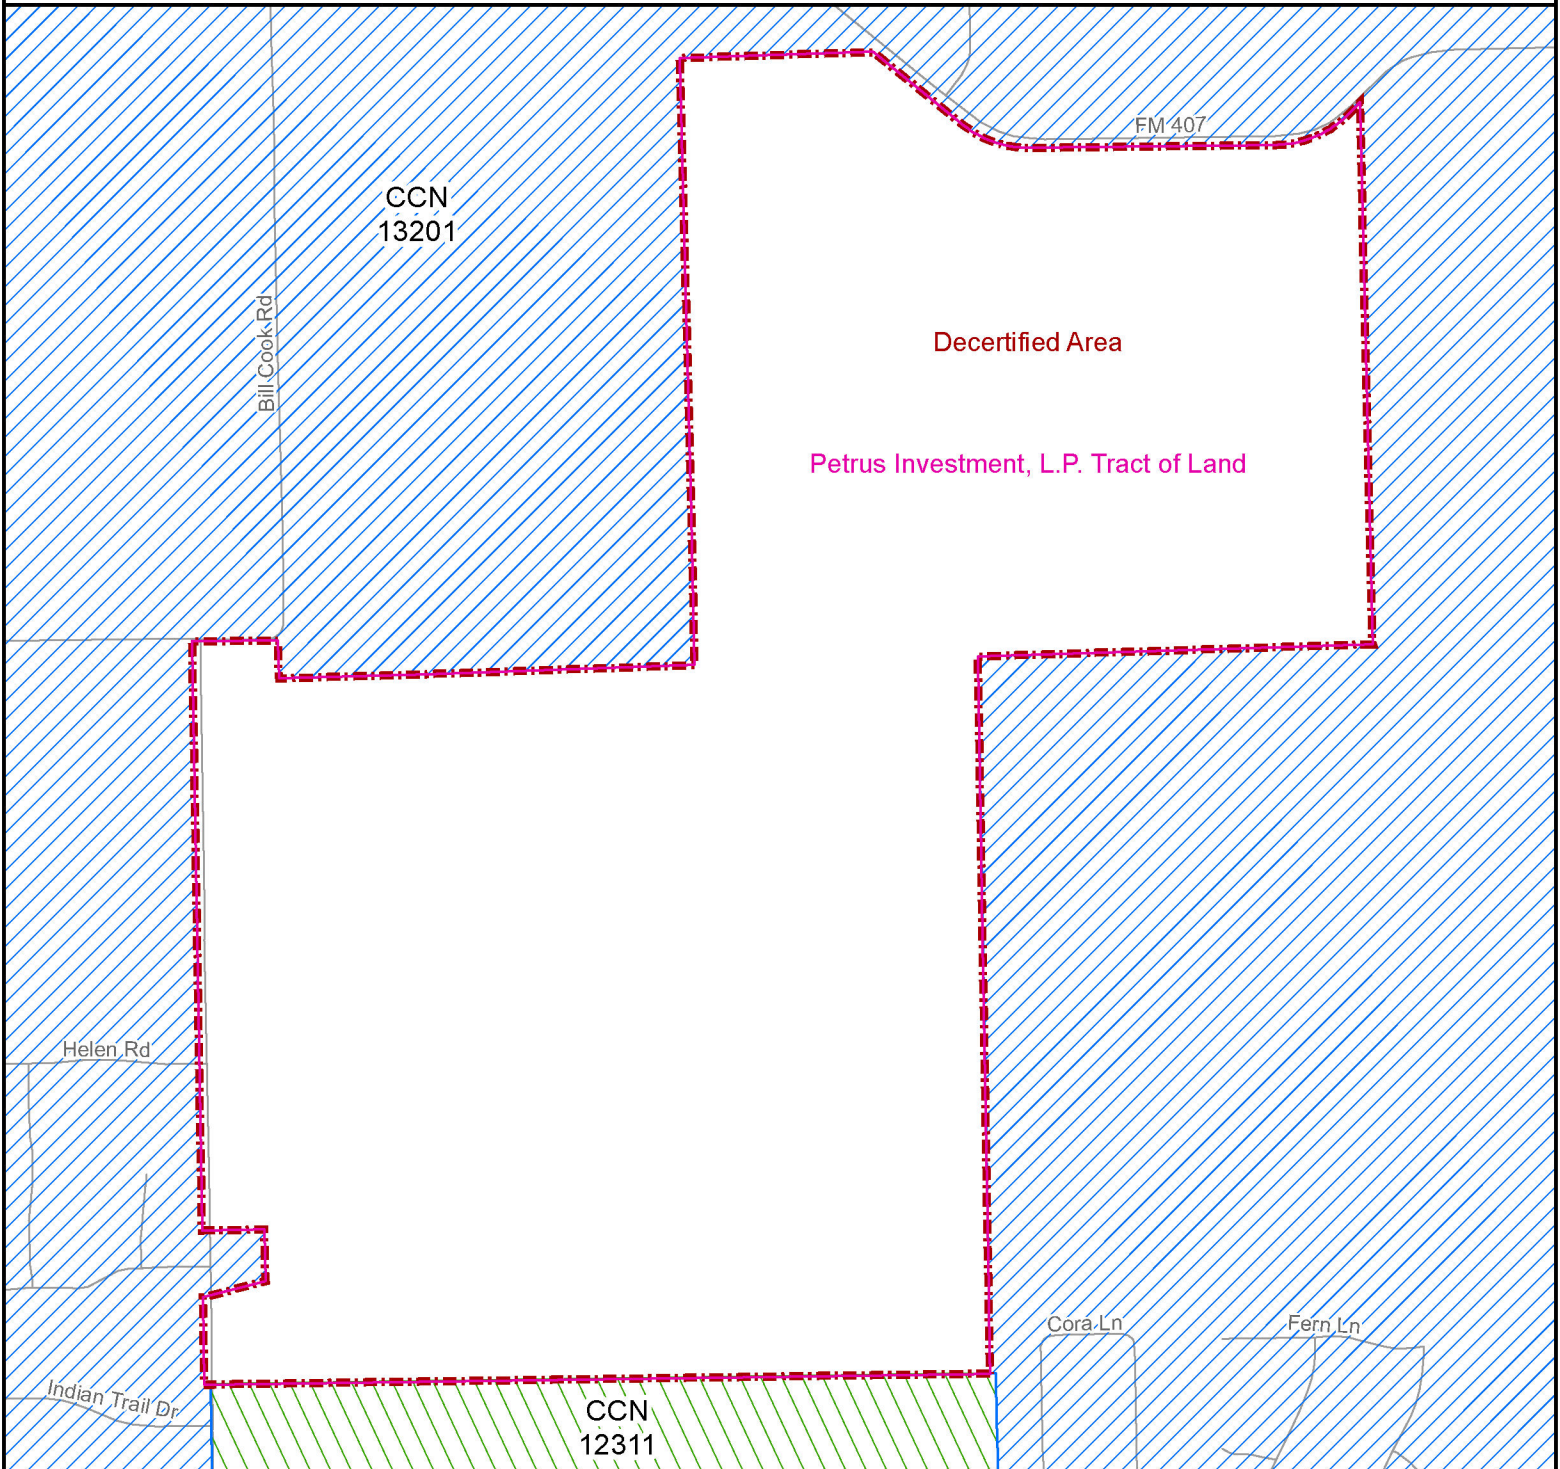 FM 407
CCN
13201
Bill Cook Rd
Decertified Area
Petrus Investment, L.P. Tract of Land
Helen Rd
Cora Ln
Fern Ln
Indian Trail Dr
CCN
12311